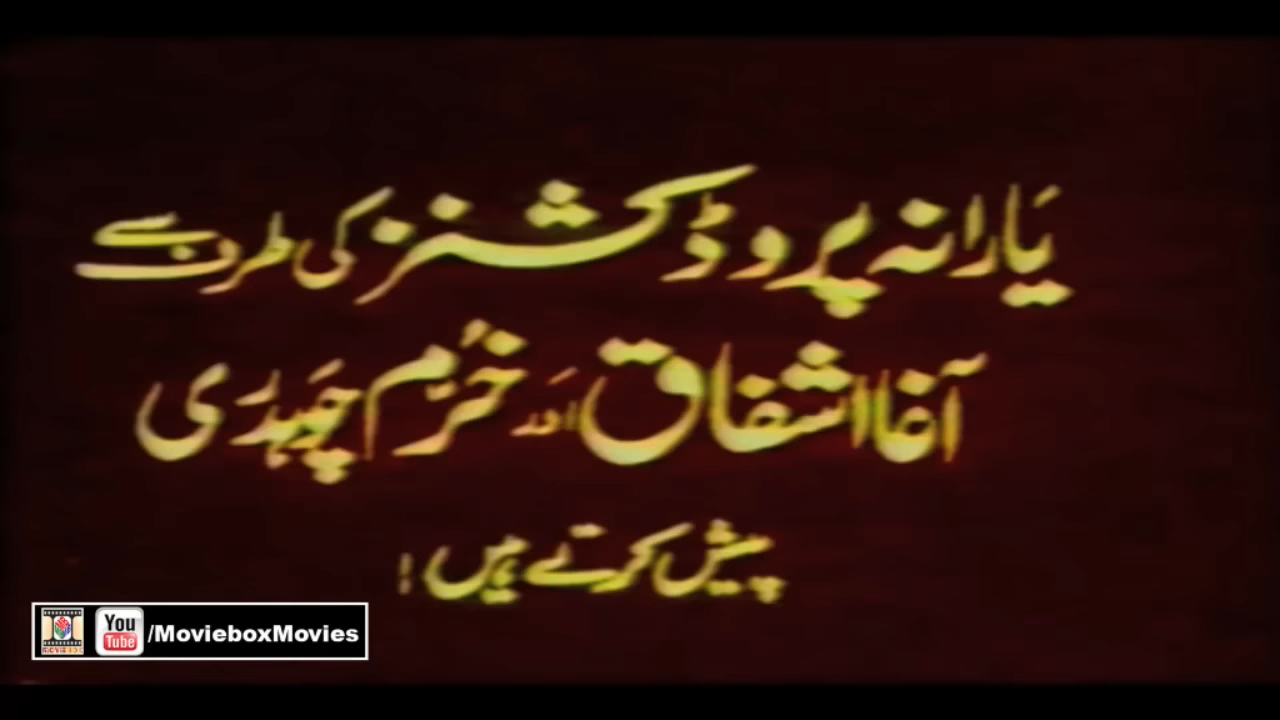 یارانہ پروڈکشنز کی طرف سے
آغا اشفاق اور خرم چوہدری
پیش کرتے ہیں !
You Tube /MovieboxMovies